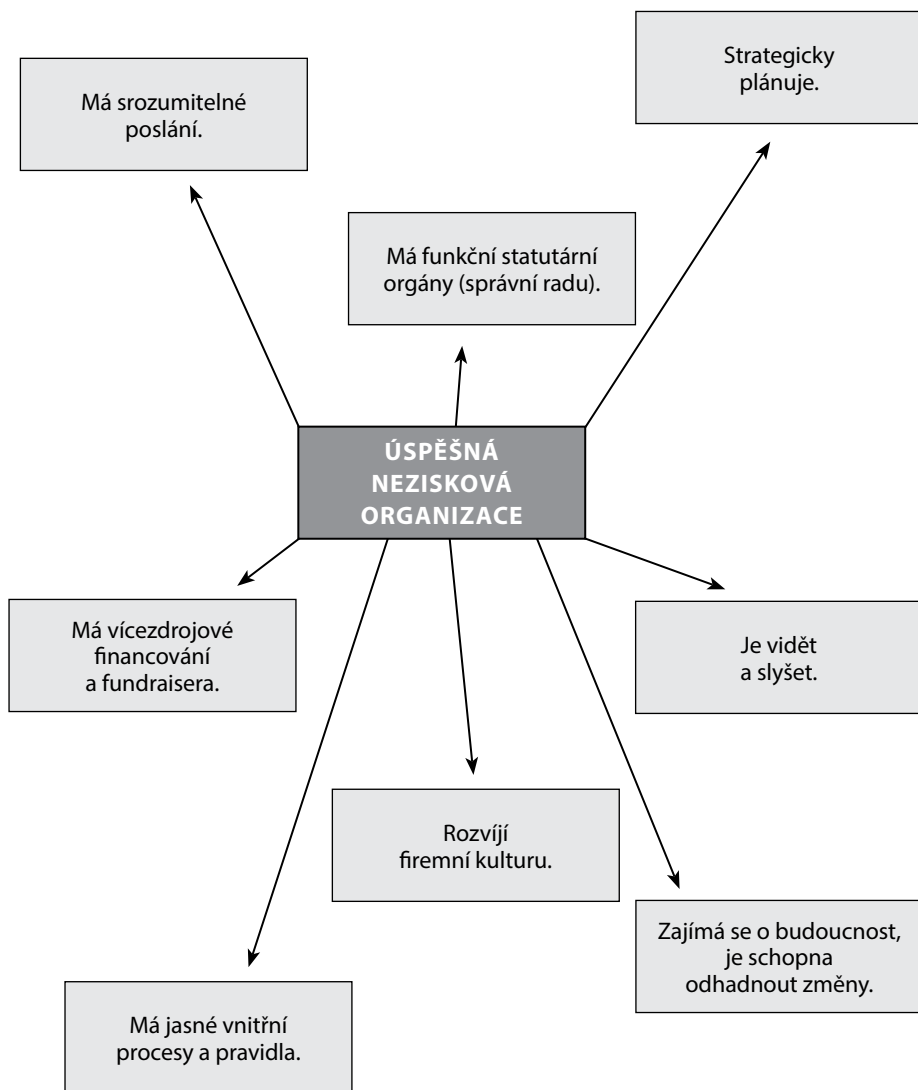 Strategicky
plánuje.
Má srozumitelné
poslání.
Má funkční statutární
orgány (správní radu).
ÚSPĚŠNÁ
NEZISKOVÁ
ORGANIZACE
Má vícezdrojové
financování
a fundraisera.
Je vidět
a slyšet.
Rozvíjí
firemní kulturu.
Zajímá se o budoucnost,
je schopna
odhadnout změny.
Má jasné vnitřní
procesy a pravidla.